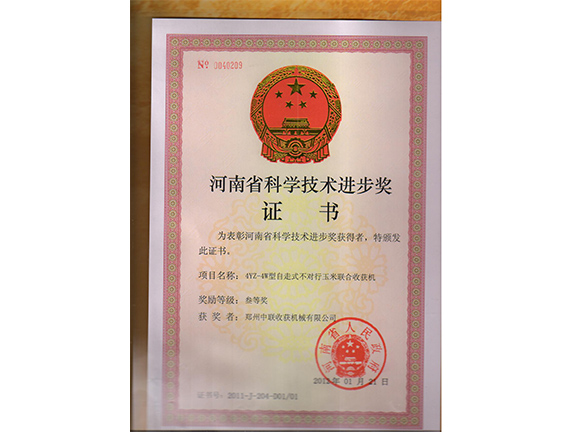 № 0040209
河南省科学技术进步奖
证 书
为表彰河南省科学技术进步奖获得者，特颁发
此证书。
项目名称：4YZ-4W型自走式不对行玉米联合收获机
奖励等级：叁等奖
获 奖 者：郑州中联收获机械有限公司
河南省人民政府
2012年 01月 21日
证书号：2011-J-204-D01/01